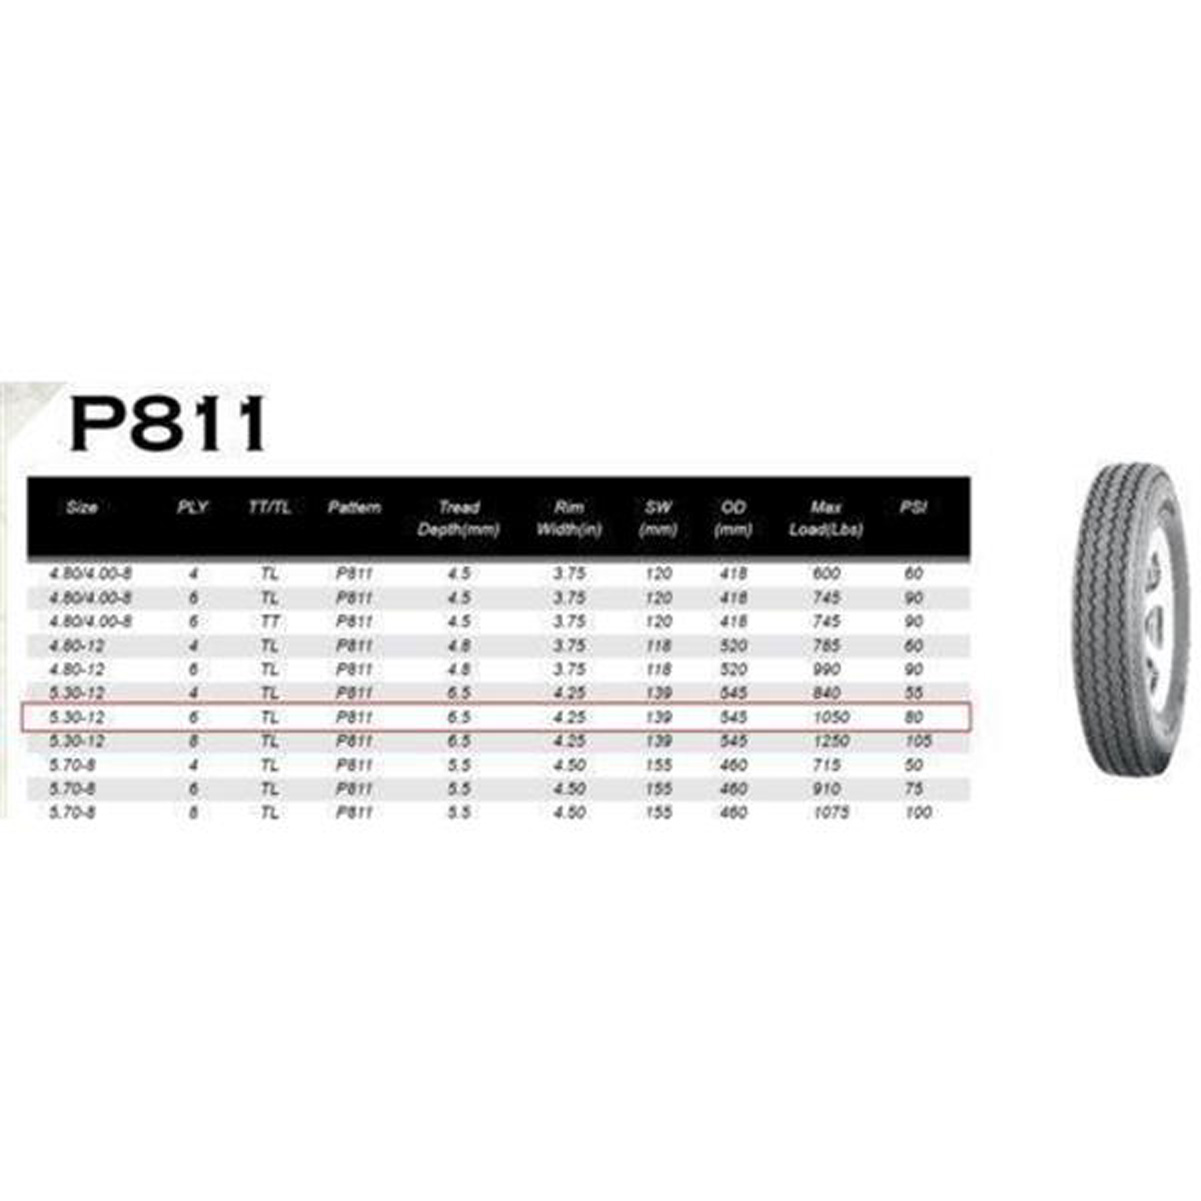 P811
Size PLY TT/TL Pattern Tread Depth(mm) Rim Width(in) SW (mm) OD (mm) Max Load(Lbs) PSI
4.80/4.00-8 4 TL P811 4.5 3.75 120 418 600 60
4.80/4.00-8 6 TL P811 4.5 3.75 120 418 745 90
4.80/4.00-8 6 TT P811 4.5 3.75 120 418 745 90
4.80-12 4 TL P811 4.8 3.75 118 520 785 60
4.80-12 6 TL P811 4.8 3.75 118 520 990 90
5.30-12 4 TL P811 6.5 4.25 139 545 840 55
5.30-12 6 TL P811 6.5 4.25 139 545 1050 80
5.30-12 8 TL P811 6.5 4.25 139 545 1250 105
5.70-8 4 TL P811 5.5 4.50 155 460 715 50
5.70-8 6 TL P811 5.5 4.50 155 460 910 75
5.70-8 8 TL P811 5.5 4.50 155 460 1075 100